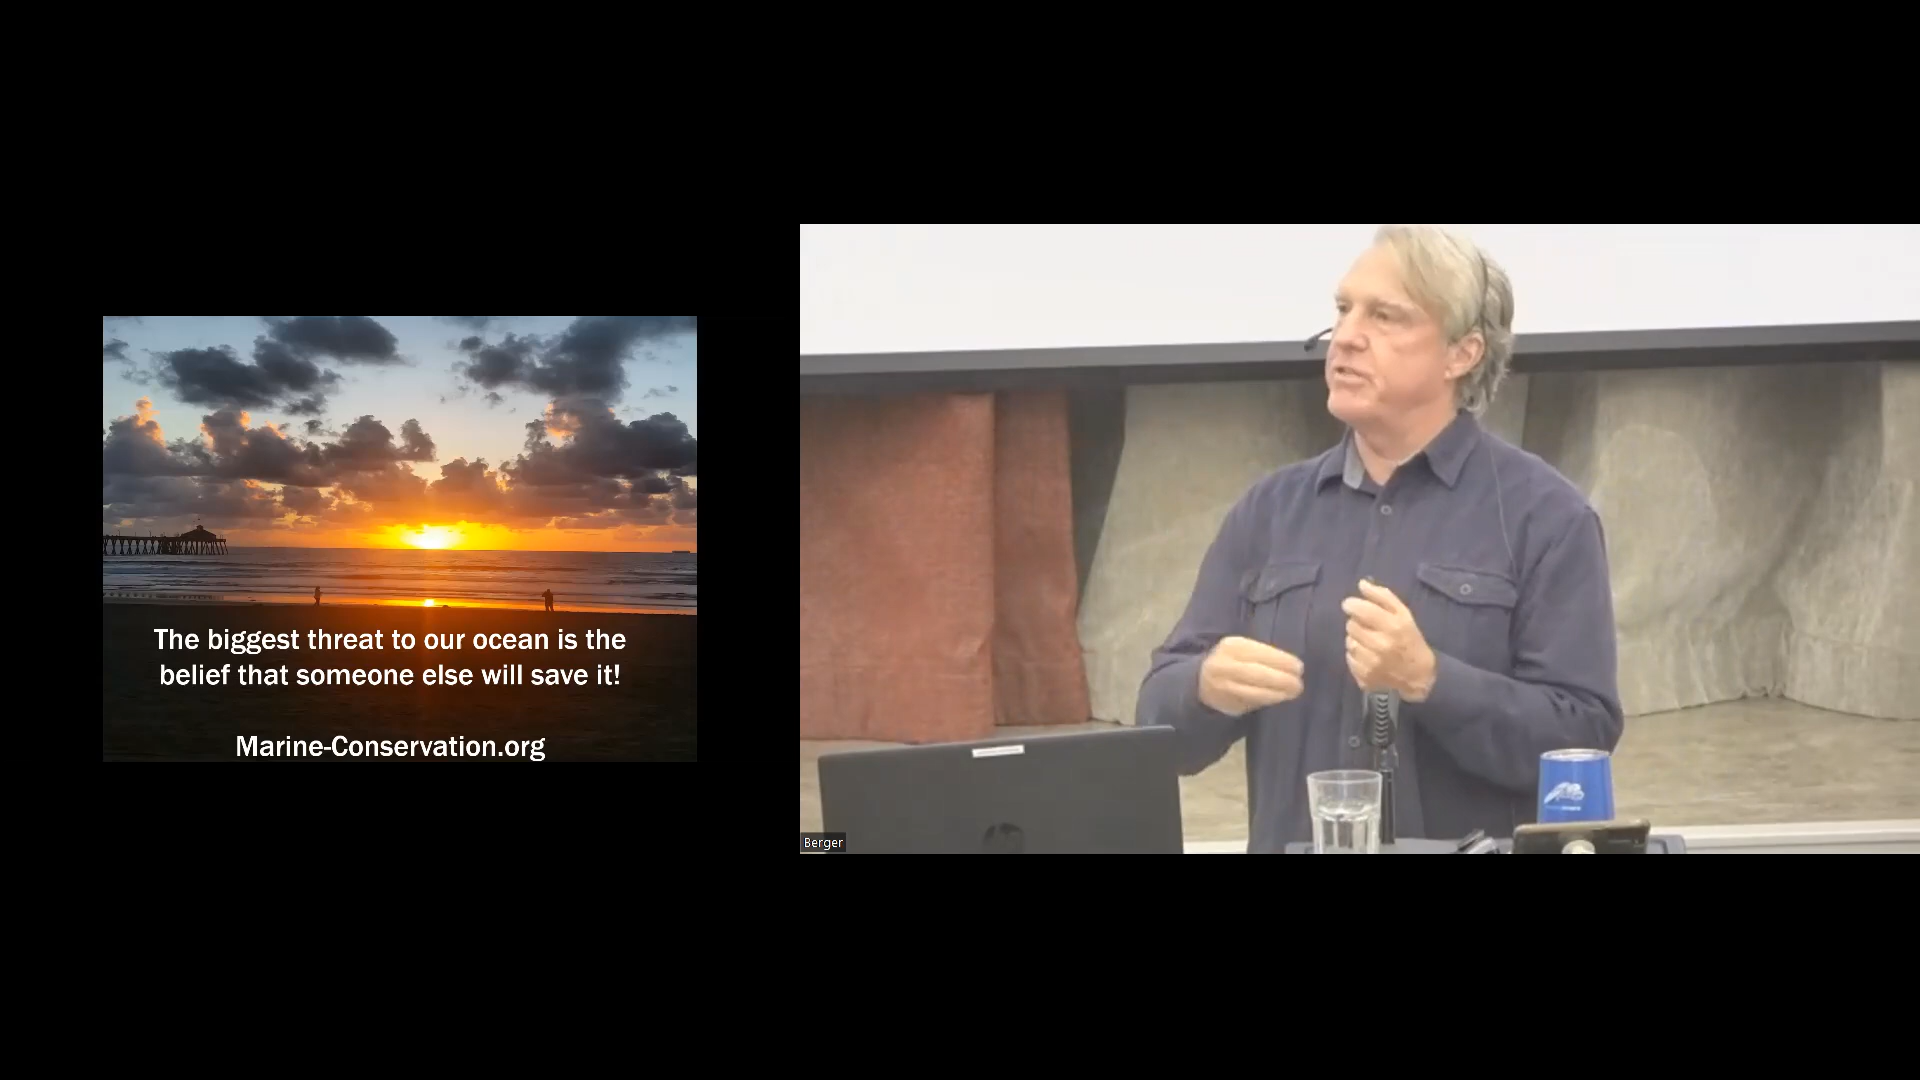 The biggest threat to our ocean is the
belief that someone else will save it!
Marine-Conservation.org
Berger